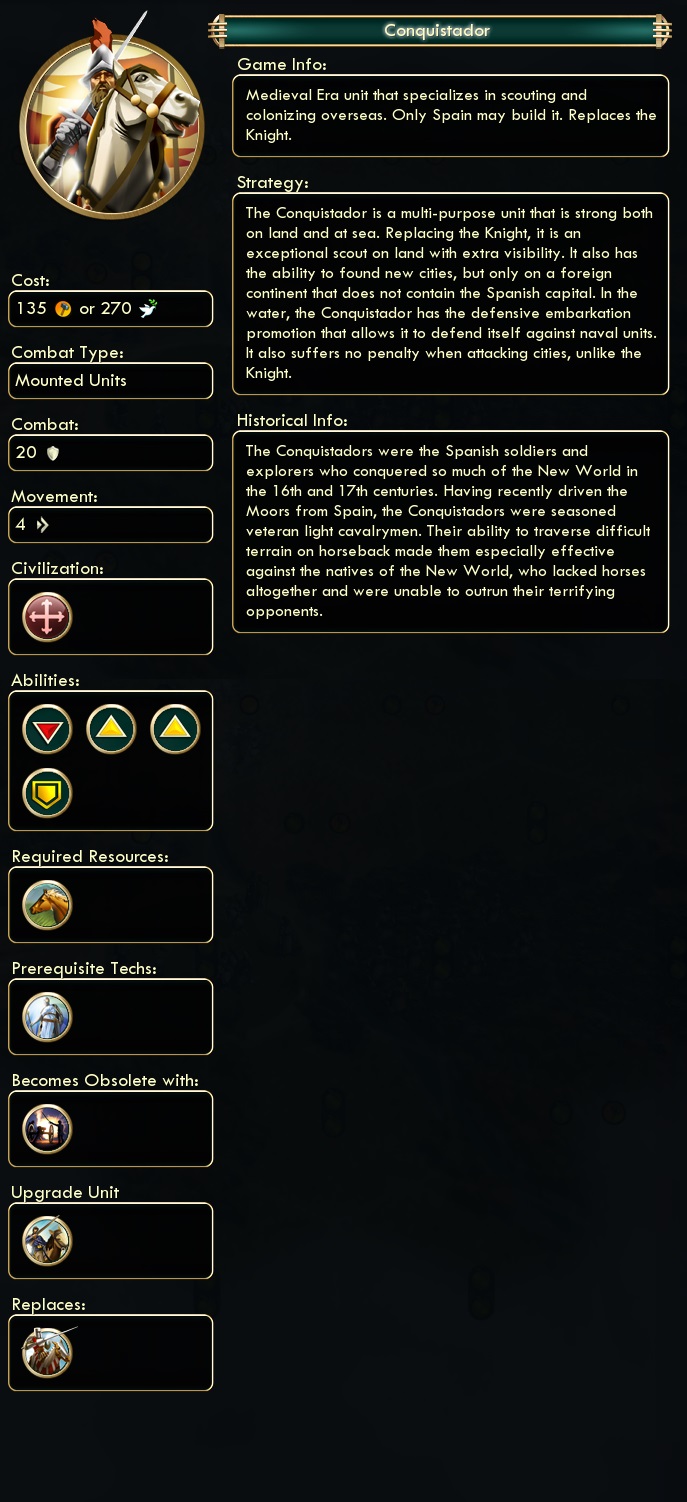 Conquistador
Game Info:
Medieval Era unit that specializes in scouting and
colonizing overseas. Only Spain may build it. Replaces the
Knight.
Strategy:
The Conquistador is a multi-purpose unit that is strong both
on land and at sea. Replacing the Knight, it is an
exceptional scout on land with extra visibility. It also has
the ability to found new cities, but only on a foreign
continent that does not contain the Spanish capital. In the
water, the Conquistador has the defensive embarkation
promotion that allows it to defend itself against naval units.
It also suffers no penalty when attacking cities, unlike the
Knight.
Historical Info:
The Conquistadors were the Spanish soldiers and
explorers who conquered so much of the New World in
the 16th and 17th centuries. Having recently driven the
Moors from Spain, the Conquistadors were seasoned
veteran light cavalrymen. Their ability to traverse difficult
terrain on horseback made them especially effective
against the natives of the New World, who lacked horses
altogether and were unable to outrun their terrifying
opponents.
Cost:
135 or 270
Combat Type:
Mounted Units
Combat:
20
Movement:
4
Civilization:
Abilities:
Required Resources:
Prerequisite Techs:
Becomes Obsolete with:
Upgrade Unit
Replaces: